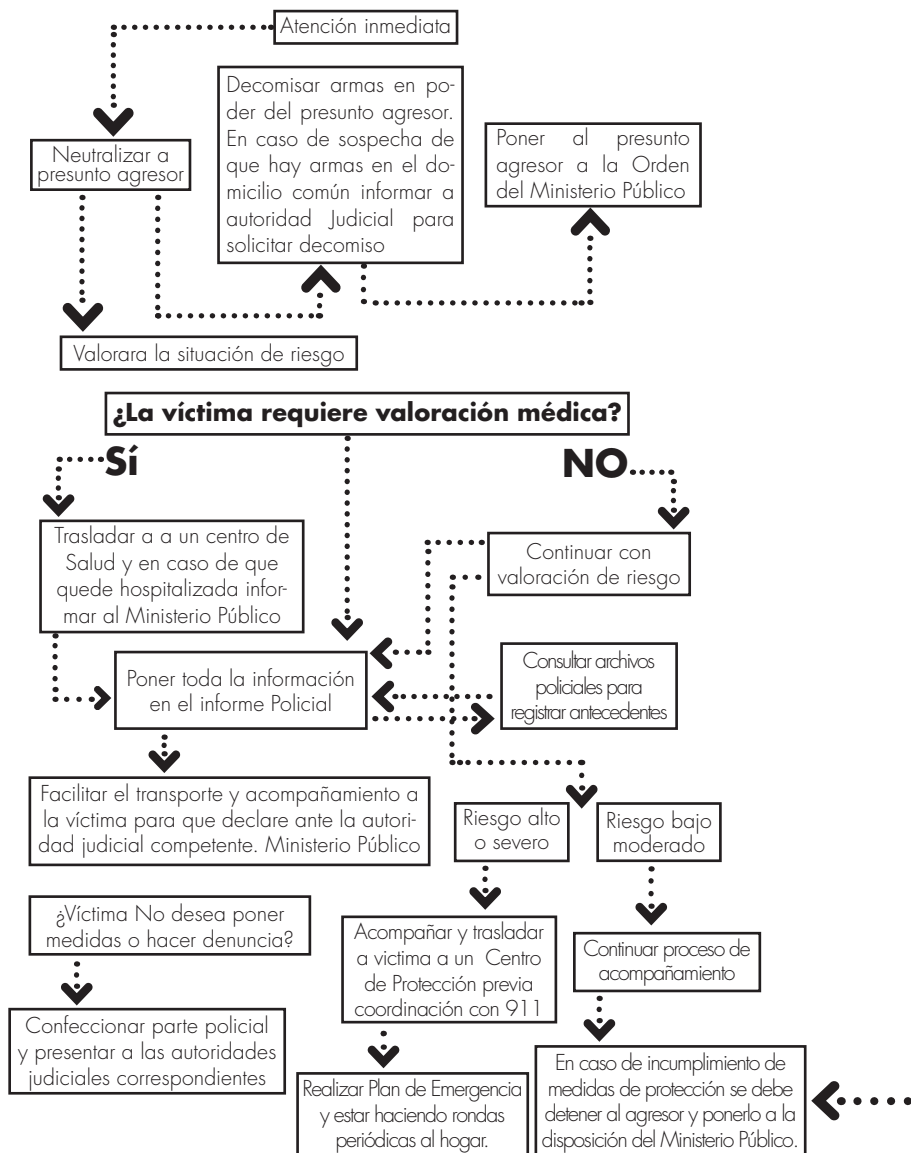 Atención inmediata
Decomisar armas en po-
der del presunto agresor.
En caso de sospecha de
que hay armas en el do-
micilio común informar a
autoridad Judicial para
solicitar decomiso
Neutralizar a
presunto agresor
Poner al presunto
agresor a la Orden
del Ministerio Público
Valorara la situación de riesgo
¿La víctima requiere valoración médica?
Sí
NO
Trasladar a a un centro de
Salud y en caso de que
quede hospitalizada infor-
mar al Ministerio Público
Continuar con
valoración de riesgo
Poner toda la información
en el informe Policial
Consultar archivos
policiales para
registrar antecedentes
Facilitar el transporte y acompañamiento a
la víctima para que declare ante la autori-
dad judicial competente. Ministerio Público
Riesgo alto
o severo
Riesgo bajo
moderado
¿Víctima No desea poner
medidas o hacer denuncia?
Acompañar y trasladar
a victima a un Centro
de Protección previa
coordinación con 911
Continuar proceso de
acompañamiento
Confeccionar parte policial
y presentar a las autoridades
judiciales correspondientes
Realizar Plan de Emergencia
y estar haciendo rondas
periódicas al hogar.
En caso de incumplimiento de
medidas de protección se debe
detener al agresor y ponerlo a la
disposición del Ministerio Público.